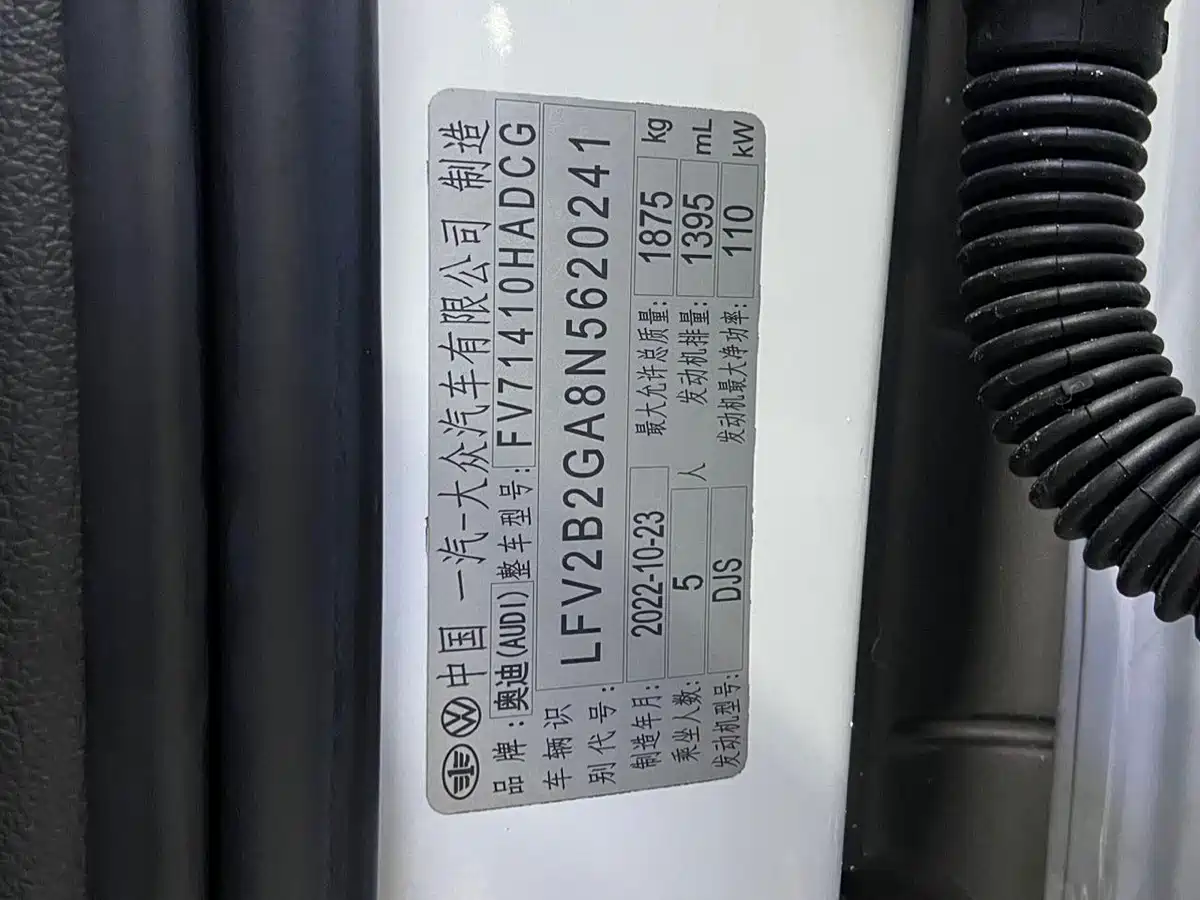 中国 一汽-大众汽车有限公司 制造
品牌:奥迪(AUDI) 整车型号:FV71410HADCG
车辆识别代号: LFV2B2GA8N5620241
制造年月: 2022-10-23 最大允许总质量: 1875 kg
乘坐人数: 5 人 发动机排量: 1395 mL
发动机型号: DJS 发动机最大净功率: 110 kW